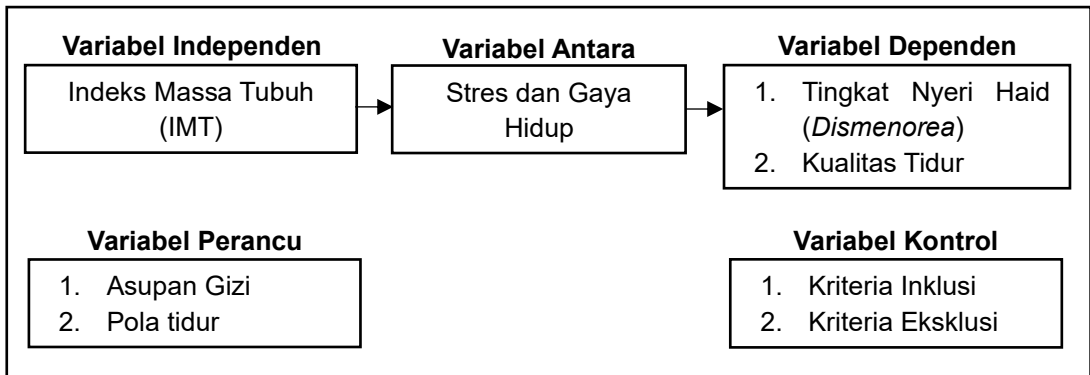 Variabel Independen
Indeks Massa Tubuh
(IMT)
Variabel Antara
Stres dan Gaya
Hidup
Variabel Dependen
1. Tingkat Nyeri Haid
(Dismenorea)
2. Kualitas Tidur
Variabel Perancu
1. Asupan Gizi
2. Pola tidur
Variabel Kontrol
1. Kriteria Inklusi
2. Kriteria Eksklusi